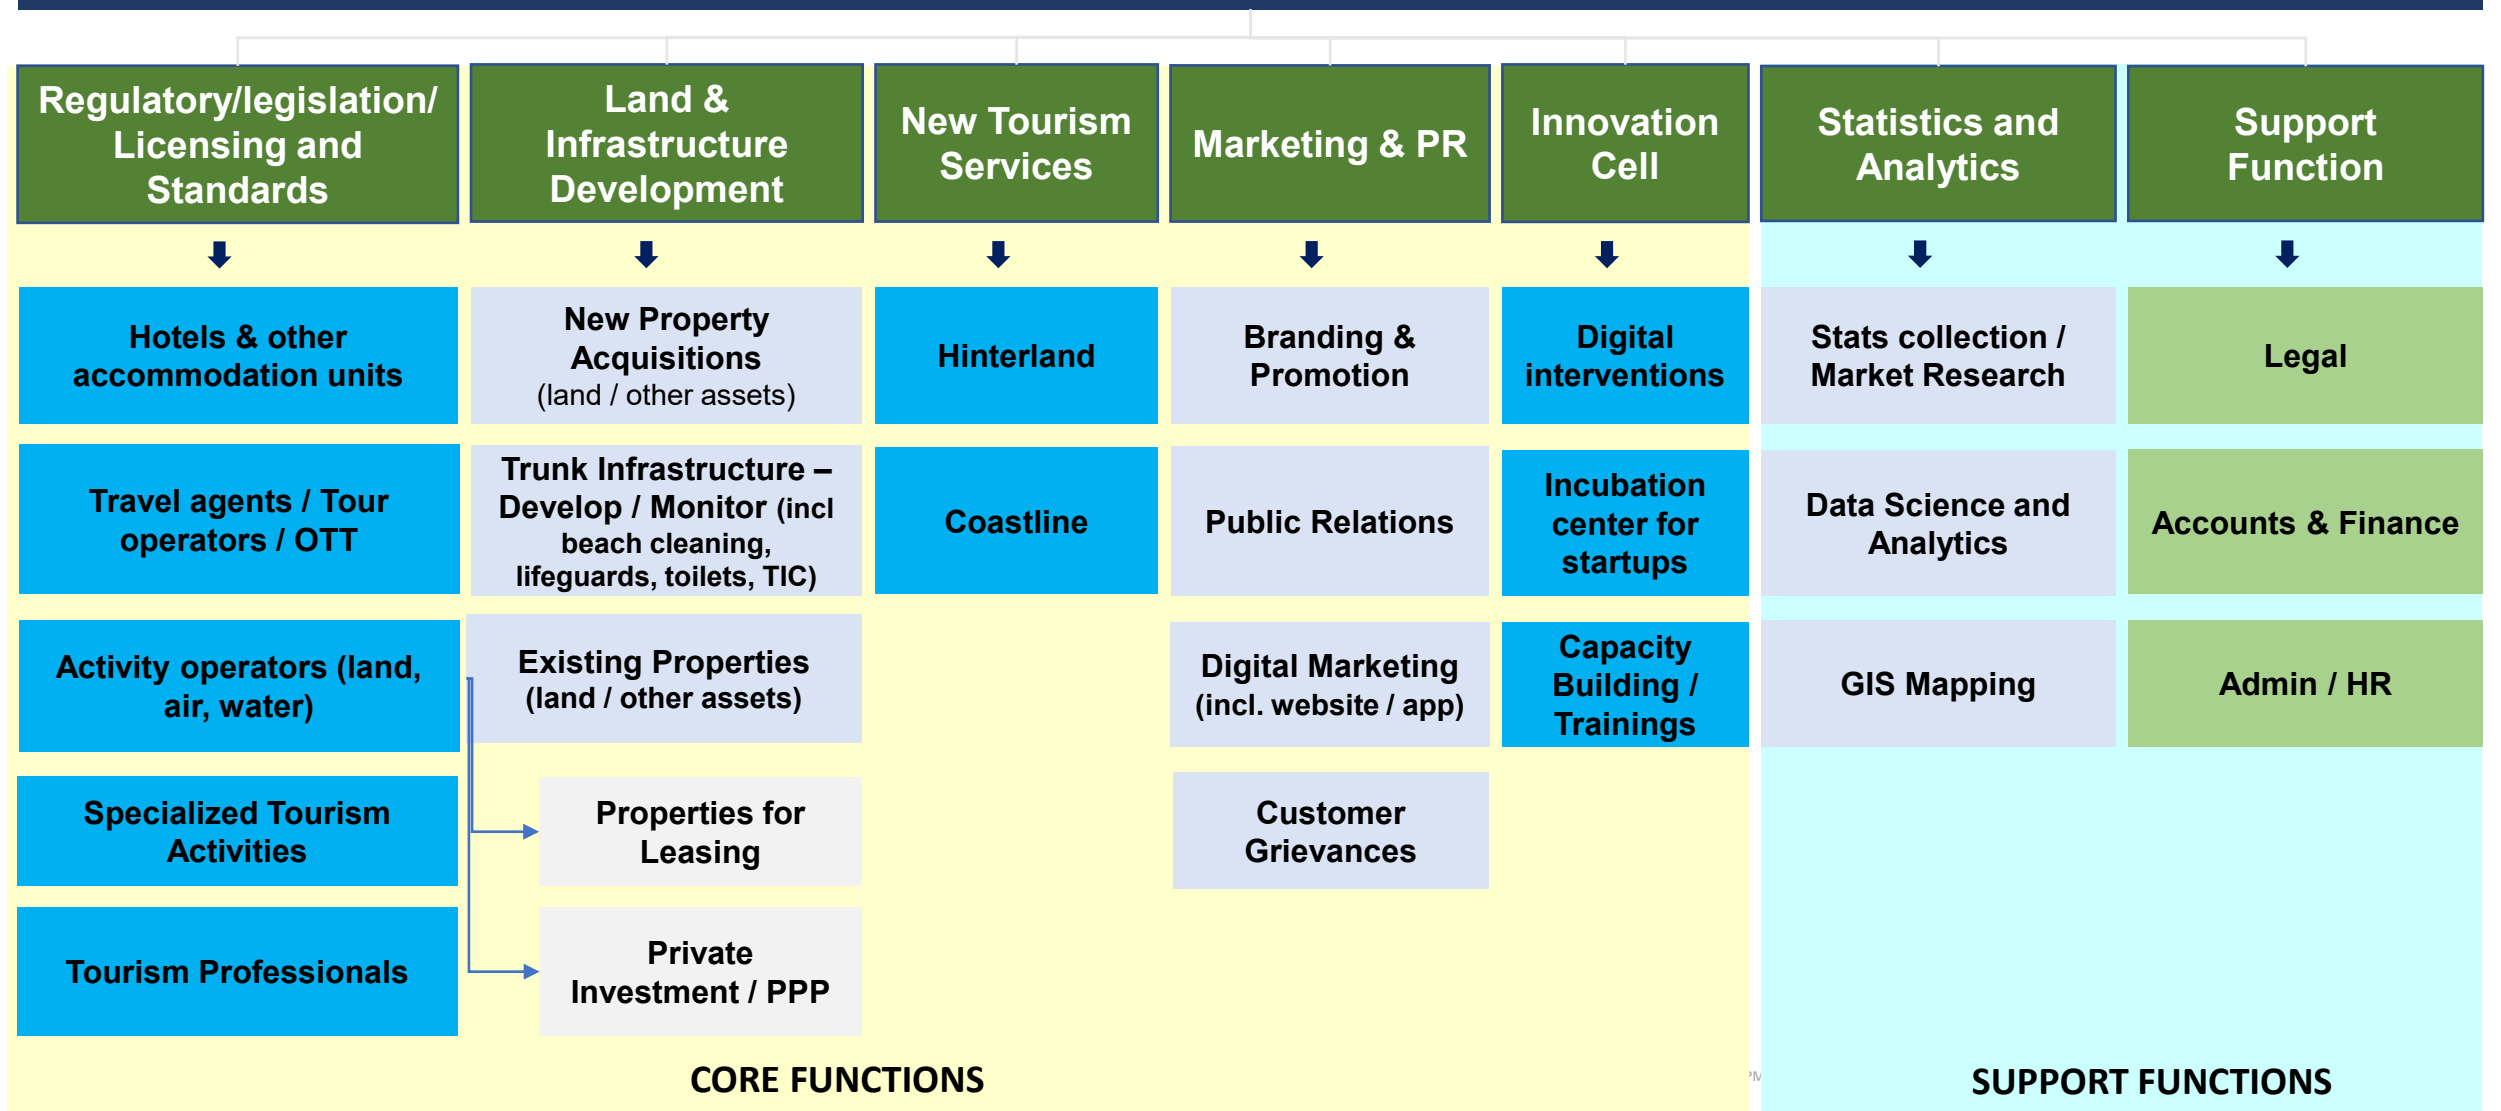 Regulatory/legislation/
Licensing and
Standards
Land &
Infrastructure
Development
New Tourism
Services
Marketing & PR
Innovation
Cell
Statistics and
Analytics
Support
Function
Hotels & other
accommodation units
New Property
Acquisitions
(land / other assets)
Hinterland
Branding &
Promotion
Digital
interventions
Stats collection /
Market Research
Legal
Travel agents / Tour
operators / OTT
Trunk Infrastructure –
Develop / Monitor (incl
beach cleaning,
lifeguards, toilets, TIC)
Coastline
Public Relations
Incubation
center for
startups
Data Science and
Analytics
Accounts & Finance
Activity operators (land,
air, water)
Existing Properties
(land / other assets)
Digital Marketing
(incl. website / app)
Capacity
Building /
Trainings
GIS Mapping
Admin / HR
Specialized Tourism
Activities
Properties for
Leasing
Customer
Grievances
Tourism Professionals
Private
Investment / PPP
CORE FUNCTIONS
SUPPORT FUNCTIONS